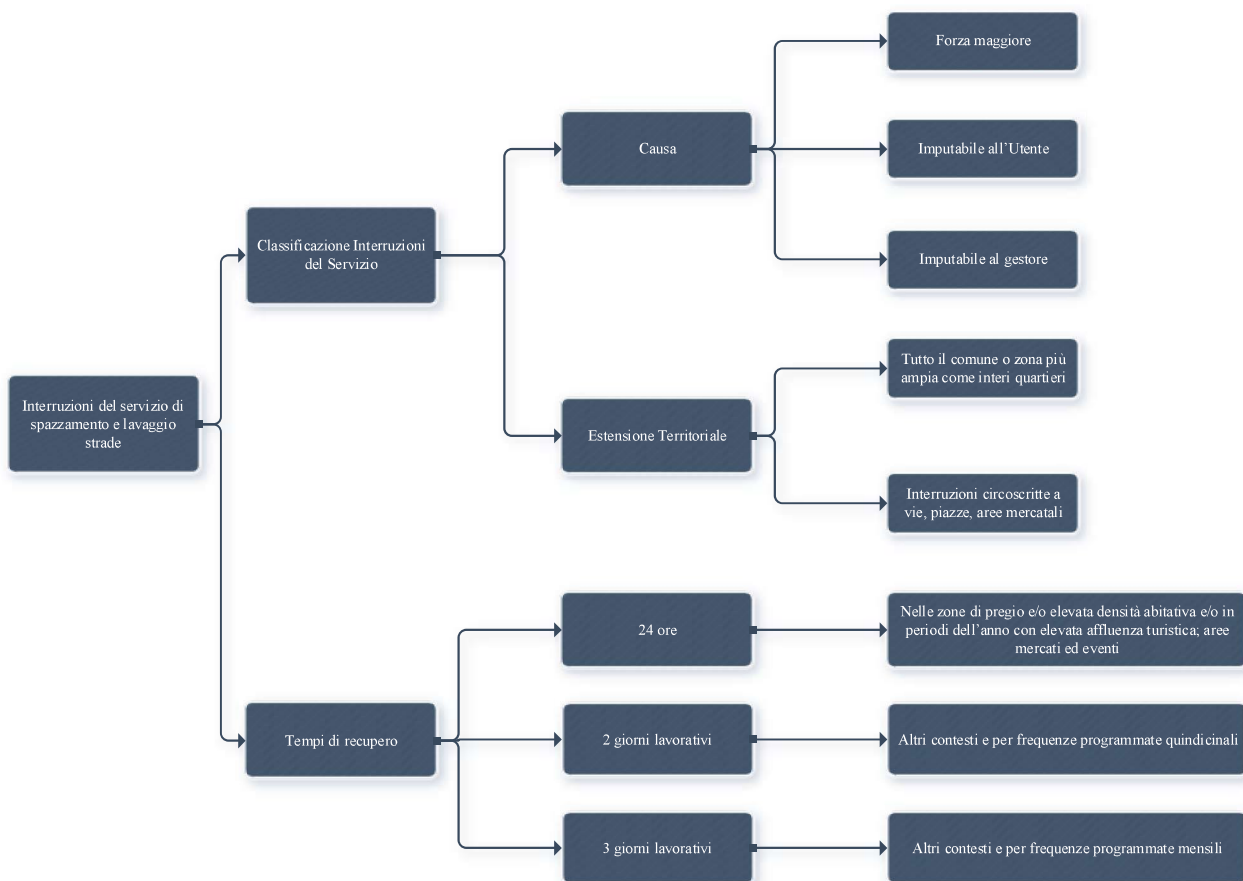 Interruzioni del servizio di
spazzamento e lavaggio
strade
Classificazione Interruzioni
del Servizio
Causa
Forza maggiore
Imputabile all’Utente
Imputabile al gestore
Estensione Territoriale
Tutto il comune o zona più
ampia come interi quartieri
Interruzioni circoscritte a
vie, piazze, aree mercatali
Tempi di recupero
24 ore
Nelle zone di pregio e/o elevata densità abitativa e/o in
periodi dell’anno con elevata affluenza turistica; aree
mercati ed eventi
2 giorni lavorativi
Altri contesti e per frequenze programmate quindicinali
3 giorni lavorativi
Altri contesti e per frequenze programmate mensili